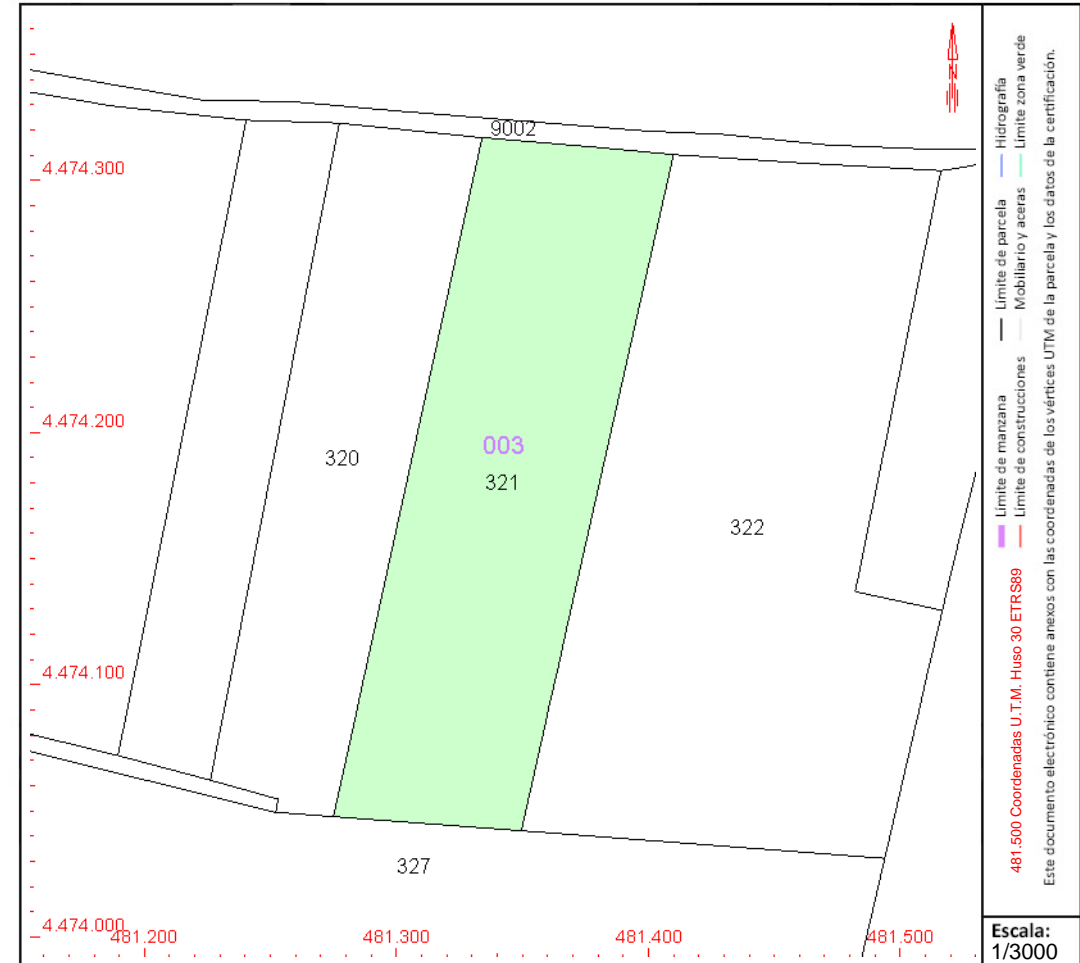 9002
4.474.300
4.474.200
003
320
321
322
4.474.100
327
4.474.000
481.200
481.300
481.400
481.500
N
Límite de manzana
Límite de parcela
Hidrografía
481.500 Coordenadas U.T.M. Huso 30 ETRS89
Límite de construcciones
Mobiliario y aceras
Límite zona verde
Este documento electrónico contiene anexos con las coordenadas de los vértices UTM de la parcela y los datos de la certificación.
Escala:
1/3000